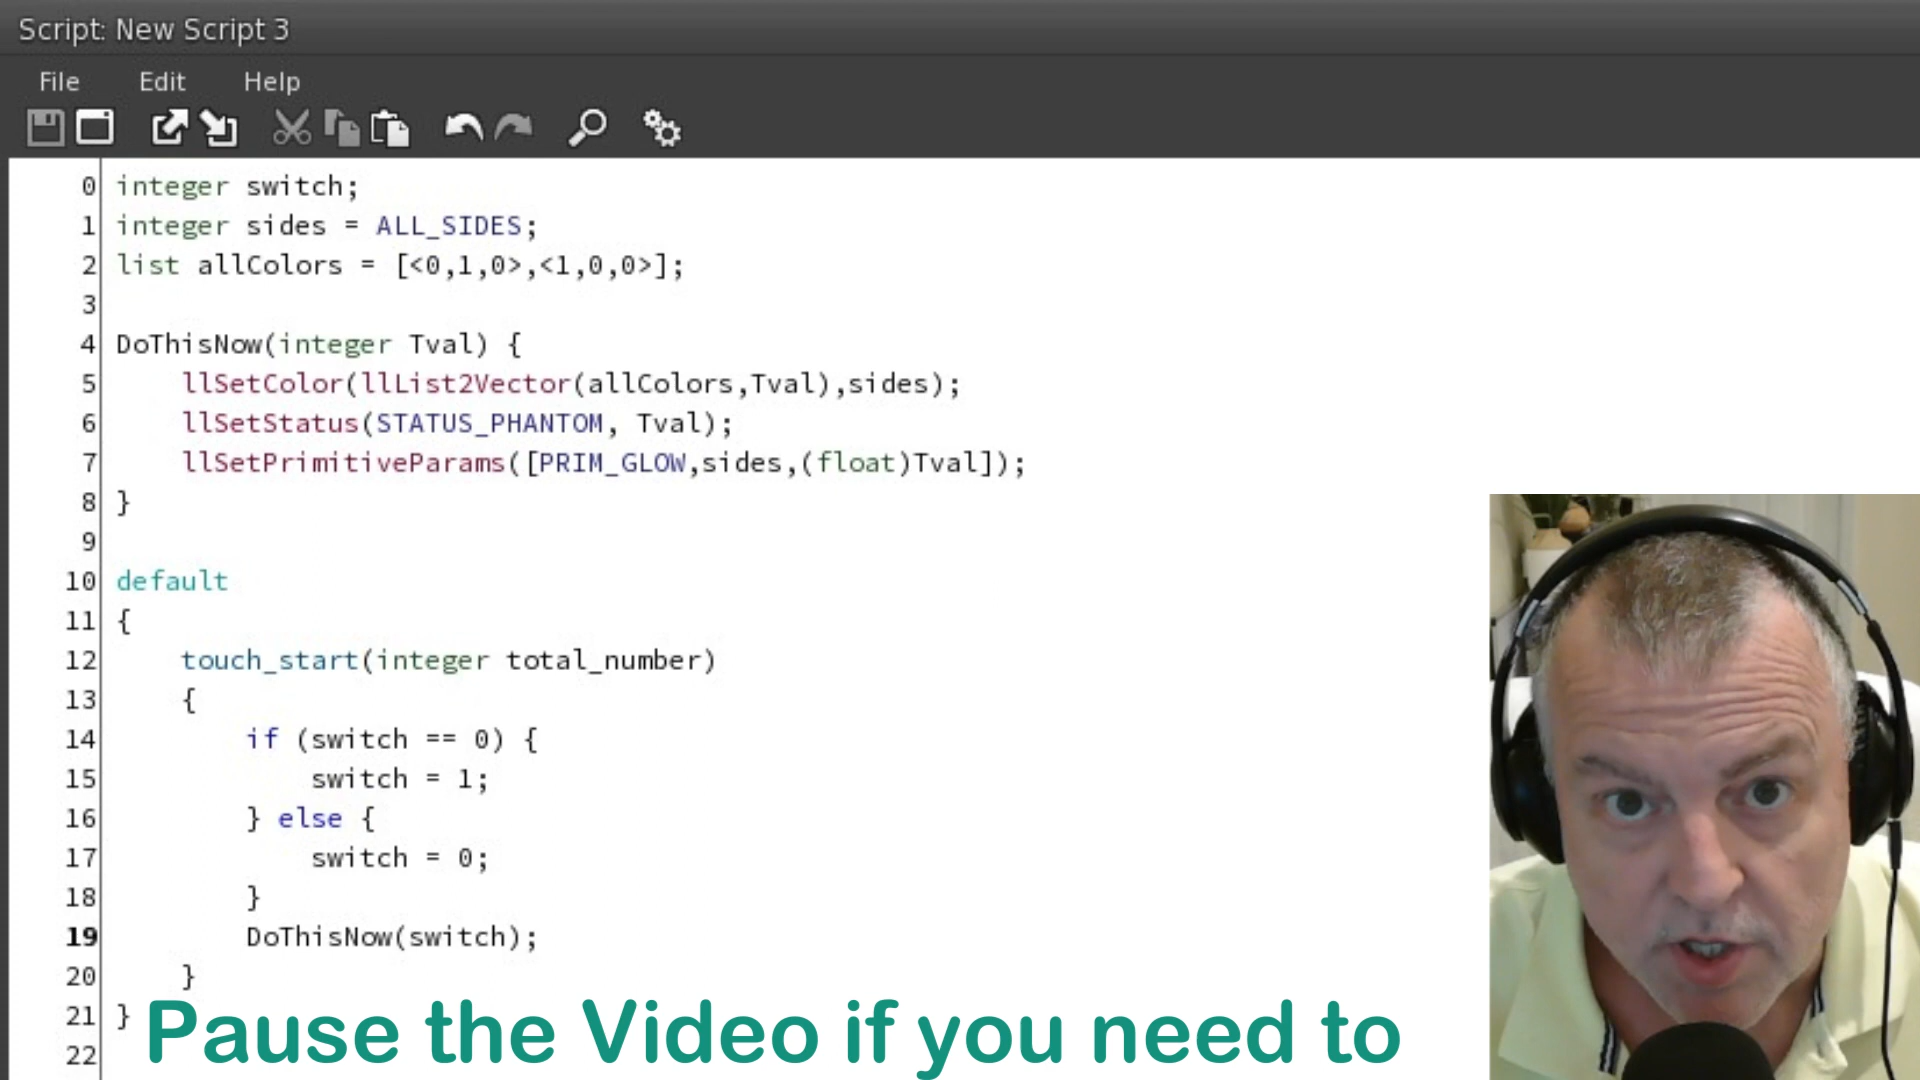 Script: New Script 3
File Edit Help
0 integer switch;
1 integer sides = ALL_SIDES;
2 list allColors = [<0,1,0>,<1,0,0>];
3
4 DoThisNow(integer Tval) {
5     llSetColor(llList2Vector(allColors,Tval),sides);
6     llSetStatus(STATUS_PHANTOM, Tval);
7     llSetPrimitiveParams([PRIM_GLOW,sides,(float)Tval]);
8 }
9
10 default
11 {
12     touch_start(integer total_number)
13     {
14         if (switch == 0) {
15             switch = 1;
16         } else {
17             switch = 0;
18         }
19         DoThisNow(switch);
20     }
21 }
22
Pause the Video if you need to